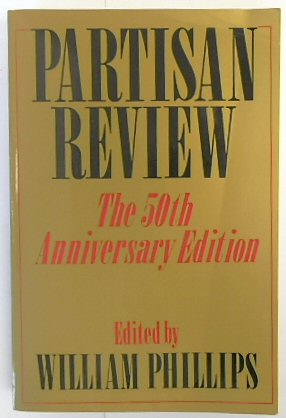 PARTISAN
REVIEW
The 50th
Anniversary Edition
Edited by
WILLIAM PHILLIPS